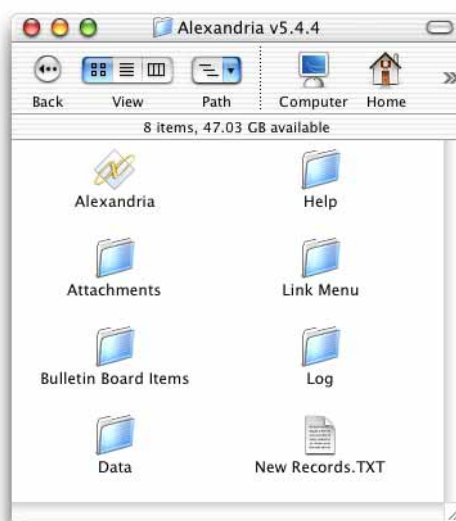 Alexandria v5.4.4
Back View Path Computer Home
8 items, 47.03 GB available
Alexandria Help
Attachments Link Menu
Bulletin Board Items Log
Data New Records.TXT